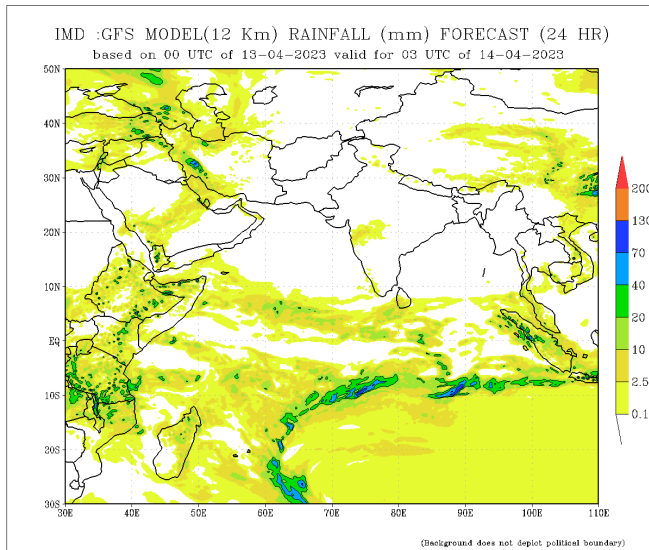 IMD :GFS MODEL(12 Km) RAINFALL (mm) FORECAST (24 HR)
based on 00 UTC of 13-04-2023 valid for 03 UTC of 14-04-2023
50N
40N
30N
20N
10N
EQ
10S
20S
30S
30E 40E 50E 60E 70E 80E 90E 100E 110E
200
130
110
70
40
20
10
2.5
0.1
(Background does not depict political boundary)